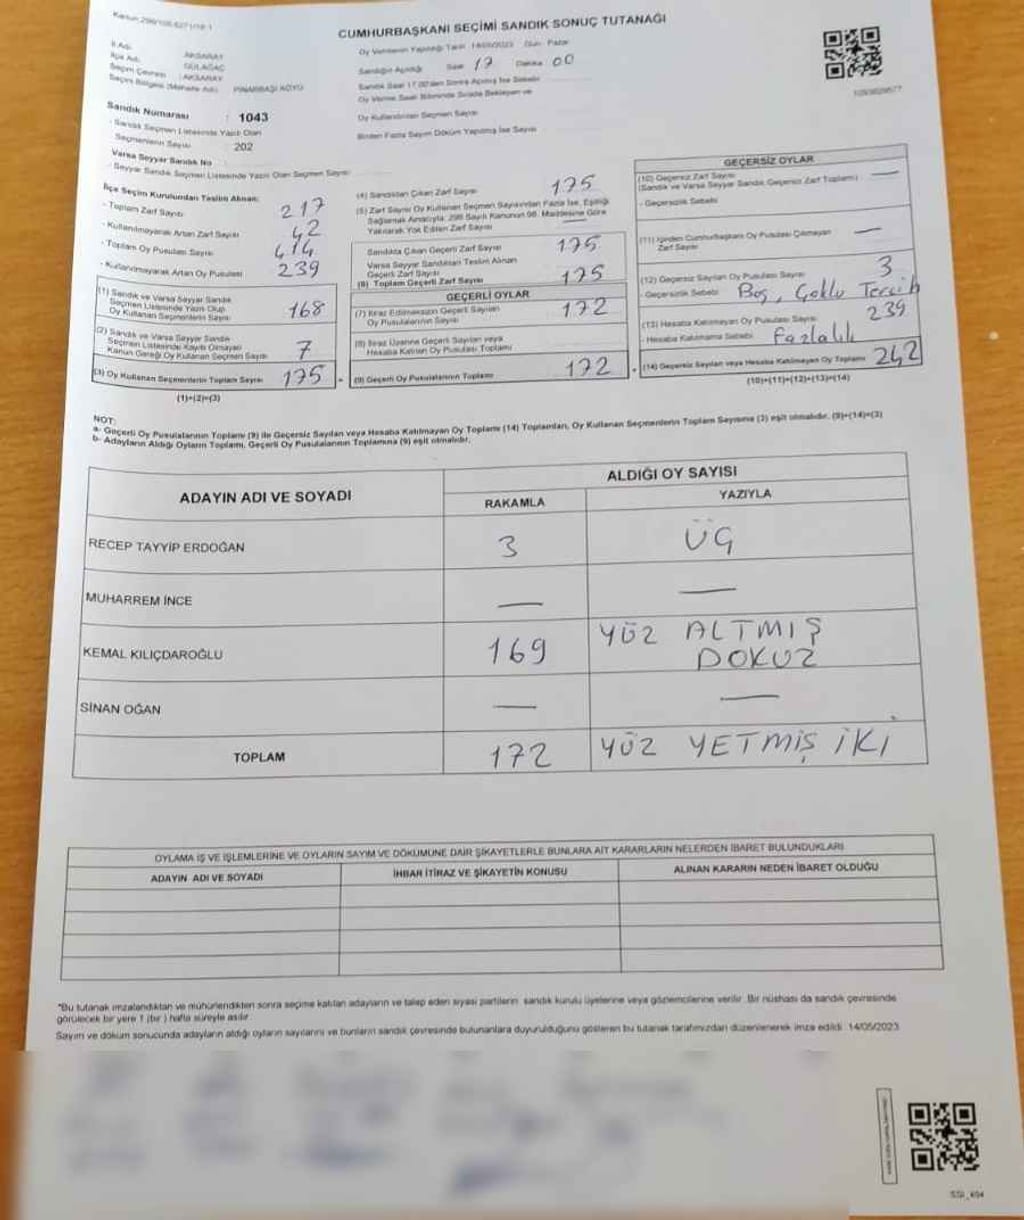 CUMHURBAŞKANI SEÇİMİ SANDIK SONUÇ TUTANAĞI
İl Adı : AKSARAY
İlçe Adı : GÜLAĞAÇ
Seçim Çevresi : AKSARAY
Seçim Bölgesi (Mahalle Adı) PINARBAŞI KÖYÜ
Sandık Numarası : 1043
- Sandık Seçmen Listesinde Yazılı Olan
Seçmenlerin Sayısı : 202
Varsa Seyyar Sandık No
- Seyyar Sandık Seçmen Listesinde Yazılı Olan Seçmen Sayısı
Oy Vermenin Yapıldığı Tarih 14/05/2023 Gün Pazar
Sandığın Açıldığı Saat 17 Dakika 00
Sandık Saat 17.00'den Sonra Açılmış İse Sebebi
Oy Verme Saati Bitiminde Sırada Bekleyen ve
Oy Kullandırılan Seçmen Sayısı
Birden Fazla Sayım Döküm Yapılmış İse Sayısı
İlçe Seçim Kurulundan Teslim Alınan:
- Toplam Zarf Sayısı 217
- Kullanılmayarak Artan Zarf Sayısı 42
- Toplam Oy Pusulası Sayısı 414
- Kullanılmayarak Artan Oy Pusulası 239
(1) Sandık ve Varsa Seyyar Sandık
Seçmen Listesinde Yazılı Olup
Oy Kullanan Seçmenlerin Sayısı 168
(2) Sandık ve Varsa Seyyar Sandık
Seçmen Listesinde Kayıtlı Olmayan
Kanun Gereği Oy Kullanan Seçmen Sayısı 7
(3) Oy Kullanan Seçmenlerin Toplam Sayısı 175
(1)+(2)=(3)
(4) Sandıktan Çıkan Zarf Sayısı 175
(5) Zarf Sayısı Oy Kullanan Seçmen Sayısından Fazla İse, Eşitliği
Sağlamak Amacıyla; 298 Sayılı Kanunun 98. Maddesine Göre
Yakılarak Yok Edilen Zarf Sayısı —
Sandıkta Çıkan Geçerli Zarf Sayısı 175
Varsa Seyyar Sandıktan Teslim Alınan
Geçerli Zarf Sayısı
(6) Toplam Geçerli Zarf Sayısı 175
GEÇERLİ OYLAR
(7) İtiraz Edilmeksizin Geçerli Sayılan
Oy Pusulalarının Sayısı 172
(8) İtiraz Üzerine Geçerli Sayılan veya
Hesaba Katılan Oy Pusulası Toplamı
(9) Geçerli Oy Pusulalarının Toplamı 172
GEÇERSİZ OYLAR
(10) Geçersiz Zarf Sayısı —
(Sandık ve Varsa Seyyar Sandık Geçersiz Zarf Toplamı)
- Geçersizlik Sebebi
(11) İçinden Cumhurbaşkanı Oy Pusulası Çıkmayan
Zarf Sayısı —
(12) Geçersiz Sayılan Oy Pusulası Sayısı 3
- Geçersizlik Sebebi Boş, Çoklu Tercih
(13) Hesaba Katılmayan Oy Pusulası Sayısı 239
- Hesaba Katılmama Sebebi Fazlalık
(14) Geçersiz Sayılan veya Hesaba Katılmayan Oy Toplamı 242
(10)+(11)+(12)+(13)=(14)
NOT:
a- Geçerli Oy Pusulalarının Toplamı (9) ile Geçersiz Sayılan veya Hesaba Katılmayan Oy Toplamı (14) Toplamları, Oy Kullanan Seçmenlerin Toplam Sayısına (3) eşit olmalıdır. (9)+(14)=(3)
b- Adayların Aldığı Oyların Toplamı, Geçerli Oy Pusulalarının Toplamına (9) eşit olmalıdır.
ADAYIN ADI VE SOYADI ALDIĞI OY SAYISI
RAKAMLA YAZIYLA
RECEP TAYYİP ERDOĞAN 3 ÜÇ
MUHARREM İNCE — —
KEMAL KILIÇDAROĞLU 169 YÜZ ALTMIŞ
DOKUZ
SİNAN OĞAN — —
TOPLAM 172 YÜZ YETMİŞ İKİ
OYLAMA İŞ VE İŞLEMLERİNE VE OYLARIN SAYIM VE DÖKÜMÜNE DAİR ŞİKAYETLERLE BUNLARA AİT KARARLARIN NELERDEN İBARET BULUNDUKLARI
ADAYIN ADI VE SOYADI İHBAR İTİRAZ VE ŞİKAYETİN KONUSU ALINAN KARARIN NEDEN İBARET OLDUĞU
*Bu tutanak imzalandıktan ve mühürlendikten sonra seçime katılan adayların ve talep eden siyasi partilerin sandık kurulu üyelerine veya gözlemcilerine verilir. Bir nüshası da sandık çevresinde
görülecek bir yere 1 (bir) hafta süreyle asılır.
Sayım ve döküm sonucunda adayların aldığı oyların sayılarını ve bunların sandık çevresinde bulunanlara duyurulduğunu gösteren bu tutanak tarafımızdan düzenlenerek imza edildi. 14/05/2023